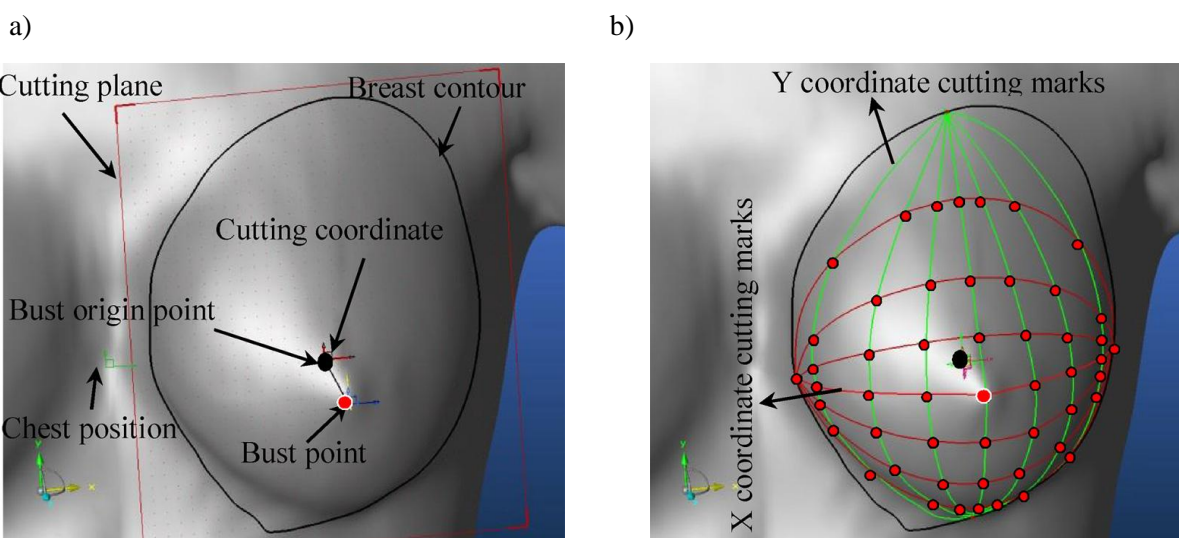 a)
Cutting plane
Breast contour
Cutting coordinate
Bust origin point
Chest position
Bust point
y
x
b)
Y coordinate cutting marks
X coordinate cutting marks
y
x